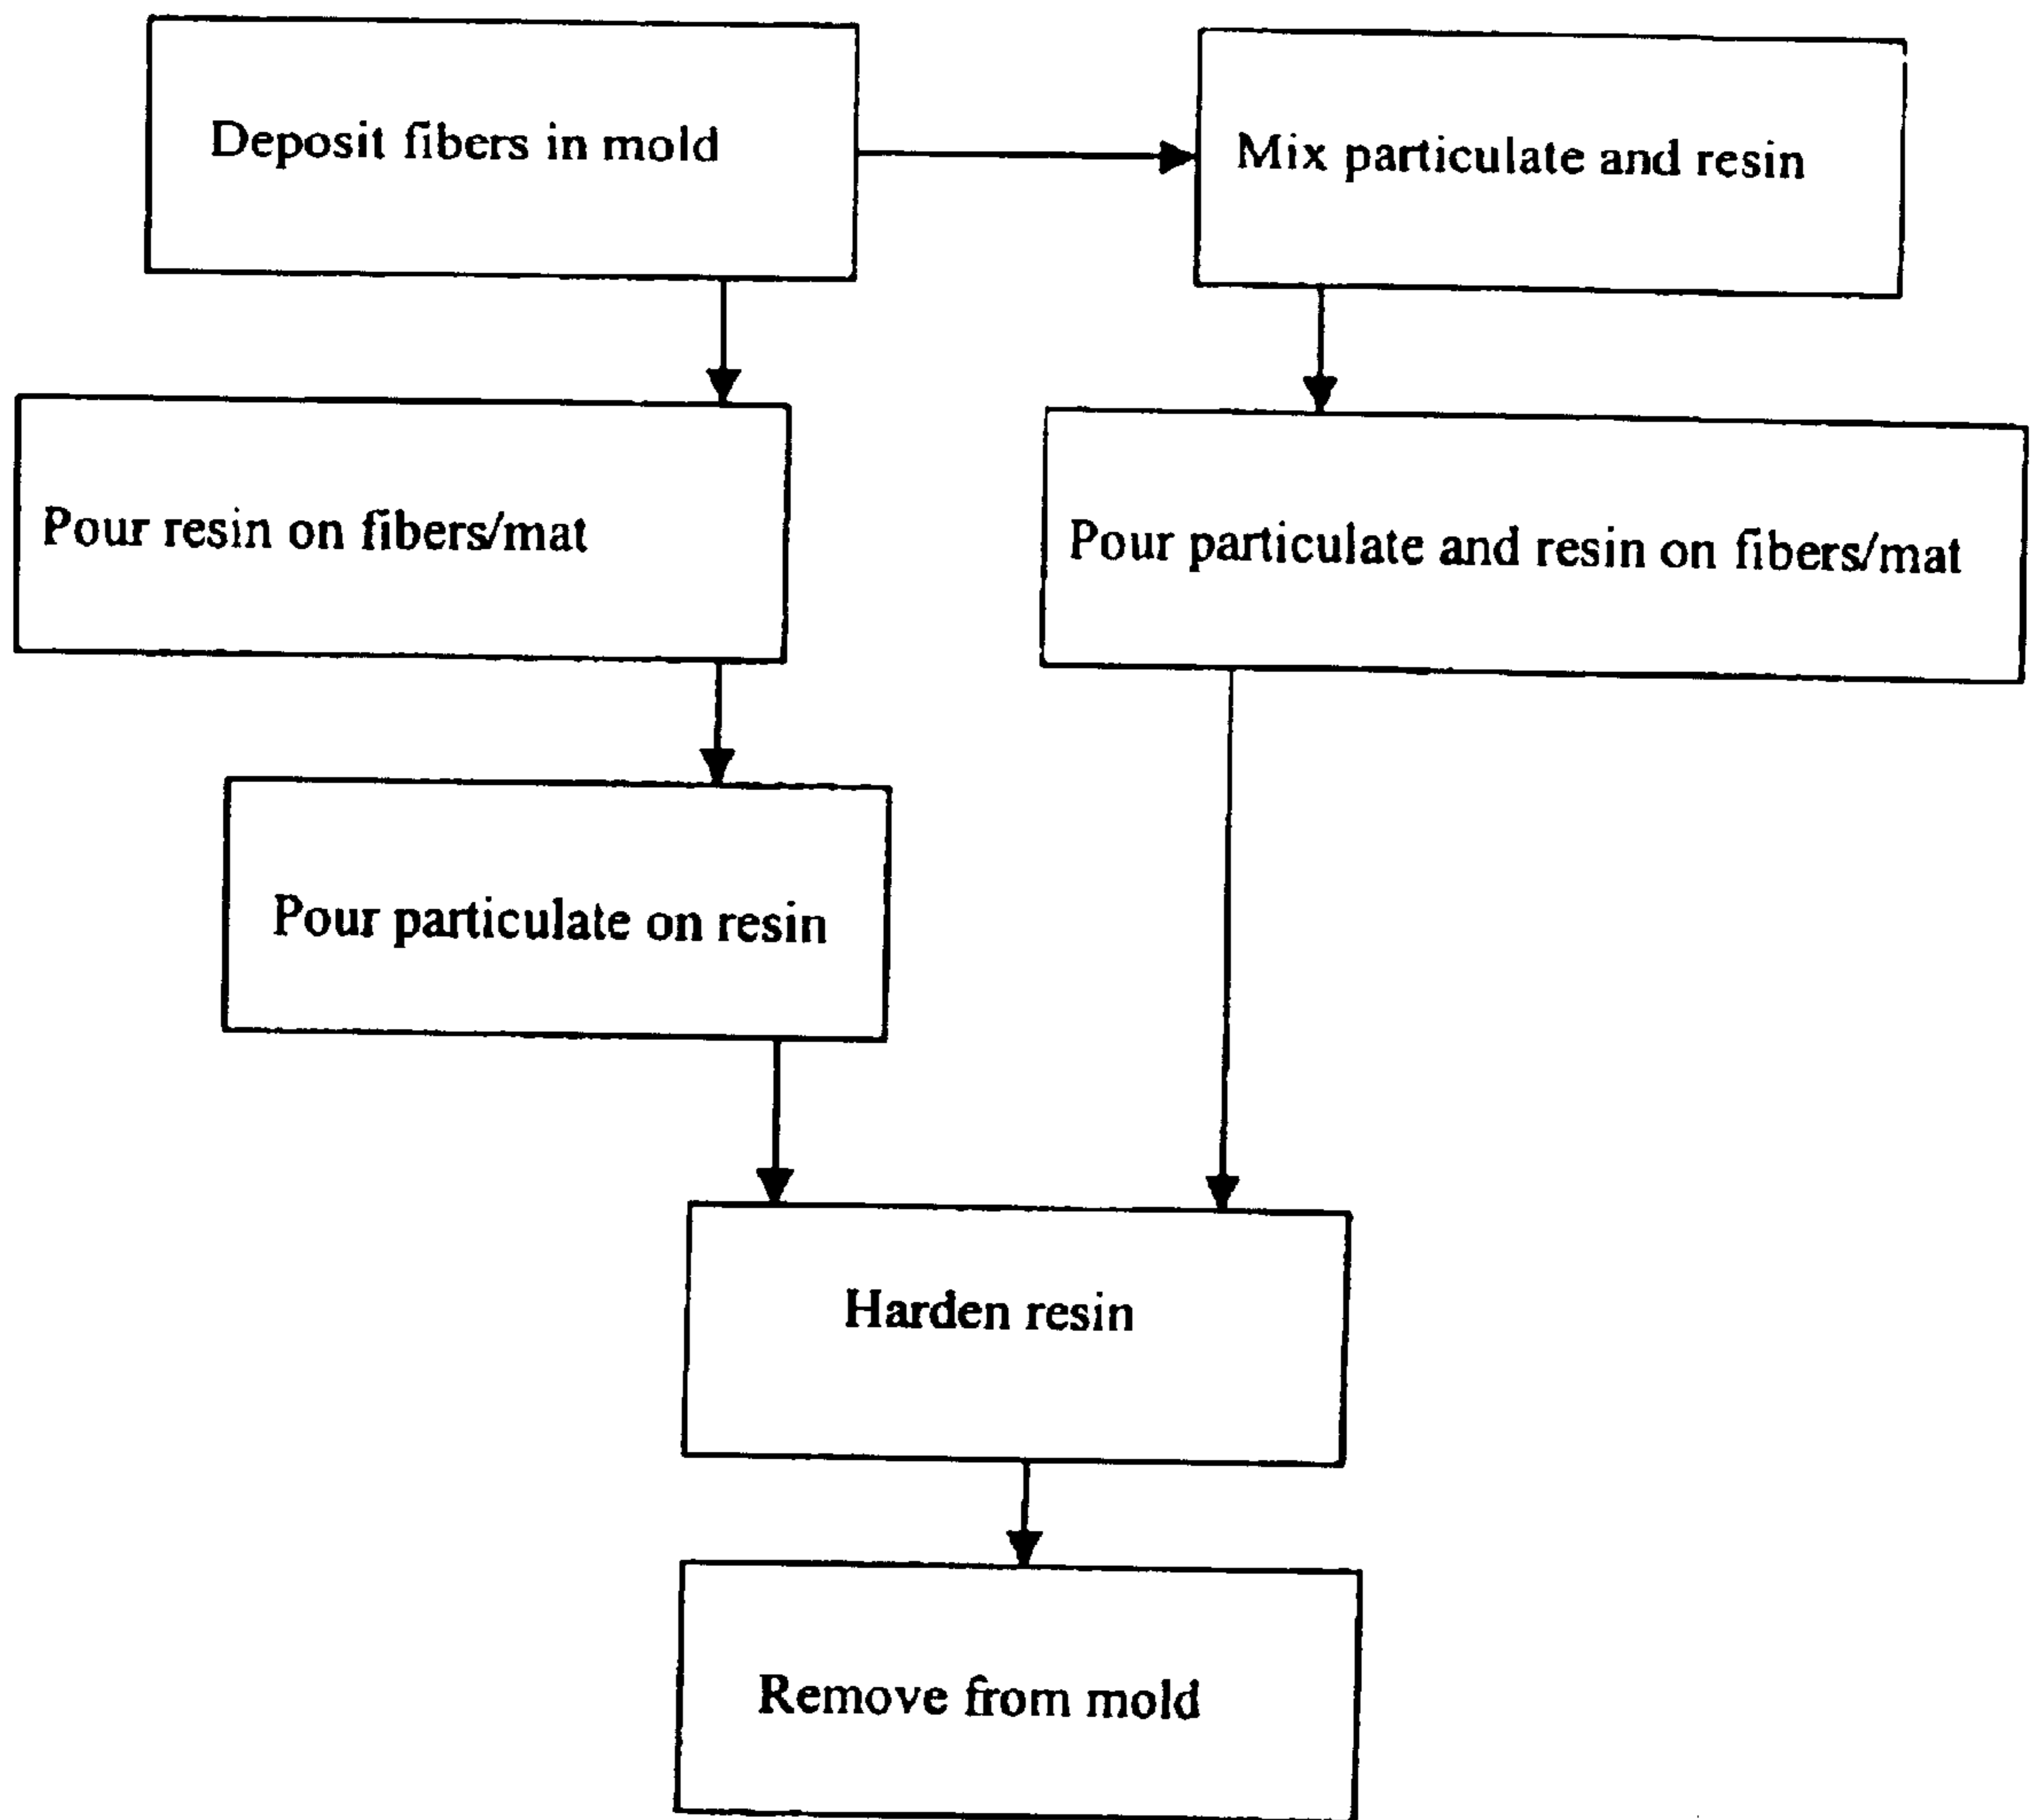 Deposit fibers in mold
Mix particulate and resin
Pour resin on fibers/mat
Pour particulate and resin on fibers/mat
Pour particulate on resin
Harden resin
Remove from mold